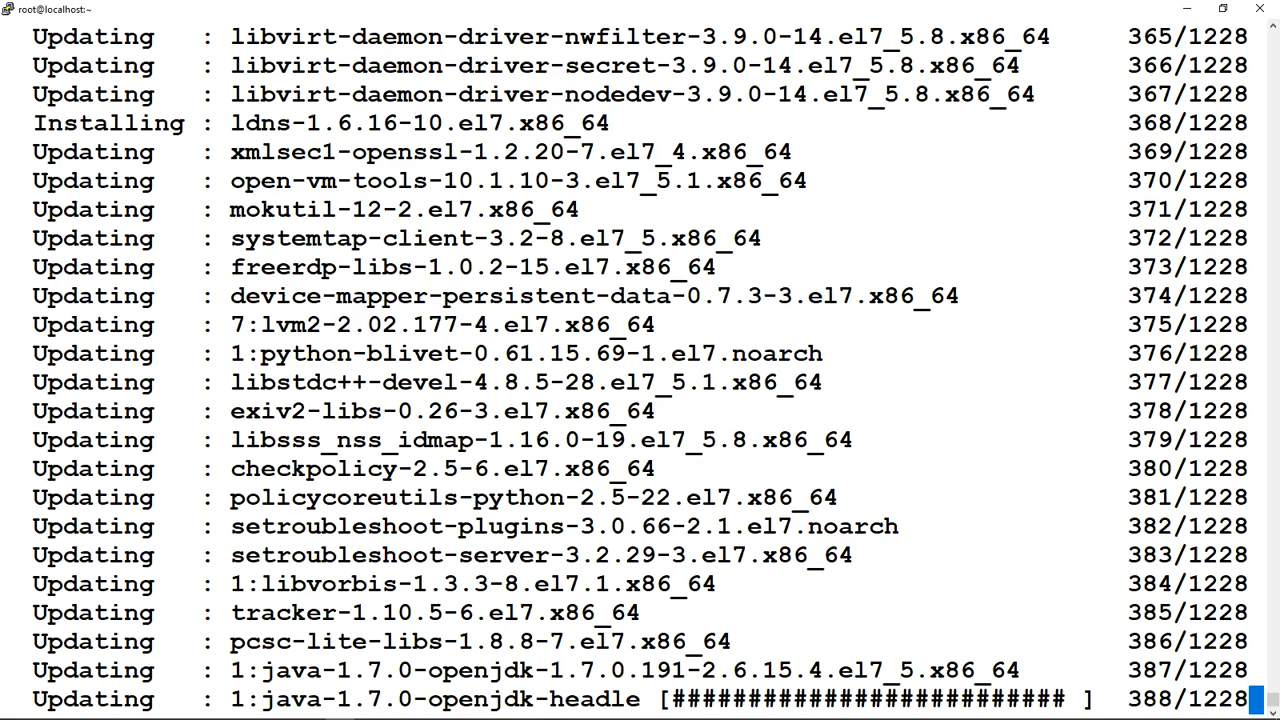 root@localhost:~
Updating : libvirt-daemon-driver-nwfilter-3.9.0-14.el7_5.8.x86_64 365/1228
Updating : libvirt-daemon-driver-secret-3.9.0-14.el7_5.8.x86_64 366/1228
Updating : libvirt-daemon-driver-nodedev-3.9.0-14.el7_5.8.x86_64 367/1228
Installing : ldns-1.6.16-10.el7.x86_64 368/1228
Updating : xmlsec1-openssl-1.2.20-7.el7_4.x86_64 369/1228
Updating : open-vm-tools-10.1.10-3.el7_5.1.x86_64 370/1228
Updating : mokutil-12-2.el7.x86_64 371/1228
Updating : systemtap-client-3.2-8.el7_5.x86_64 372/1228
Updating : freerdp-libs-1.0.2-15.el7.x86_64 373/1228
Updating : device-mapper-persistent-data-0.7.3-3.el7.x86_64 374/1228
Updating : 7:lvm2-2.02.177-4.el7.x86_64 375/1228
Updating : 1:python-blivet-0.61.15.69-1.el7.noarch 376/1228
Updating : libstdc++-devel-4.8.5-28.el7_5.1.x86_64 377/1228
Updating : exiv2-libs-0.26-3.el7.x86_64 378/1228
Updating : libsss_nss_idmap-1.16.0-19.el7_5.8.x86_64 379/1228
Updating : checkpolicy-2.5-6.el7.x86_64 380/1228
Updating : policycoreutils-python-2.5-22.el7.x86_64 381/1228
Updating : setroubleshoot-plugins-3.0.66-2.1.el7.noarch 382/1228
Updating : setroubleshoot-server-3.2.29-3.el7.x86_64 383/1228
Updating : 1:libvorbis-1.3.3-8.el7.1.x86_64 384/1228
Updating : tracker-1.10.5-6.el7.x86_64 385/1228
Updating : pcsc-lite-libs-1.8.8-7.el7.x86_64 386/1228
Updating : 1:java-1.7.0-openjdk-1.7.0.191-2.6.15.4.el7_5.x86_64 387/1228
Updating : 1:java-1.7.0-openjdk-headle [########################## ] 388/1228